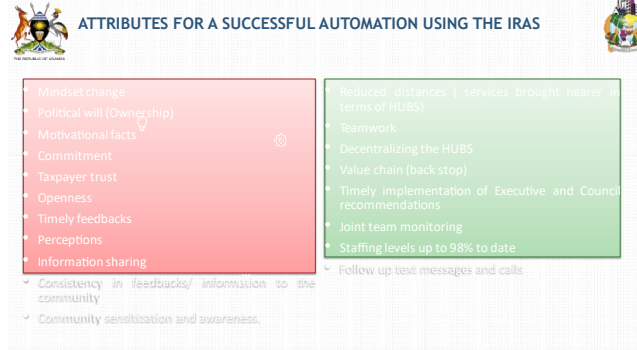 ATTRIBUTES FOR A SUCCESSFUL AUTOMATION USING THE IRAS
THE REPUBLIC OF UGANDA
• Mindset change
• Political will (Ownership)
• Motivational facts
• Commitment
• Taxpayer trust
• Openness
• Timely feedbacks
• Perceptions
• Information sharing
• Consistency in feedbacks/ information to the
community
• Community sensitization and awareness.
• Reduced distances ( services brought nearer in
terms of HUBS)
• Teamwork
• Decentralizing the HUBS
• Value chain (back stop)
• Timely implementation of Executive and Council
recommendations
• Joint team monitoring
• Staffing levels up to 98% to date
• Follow up text messages and calls